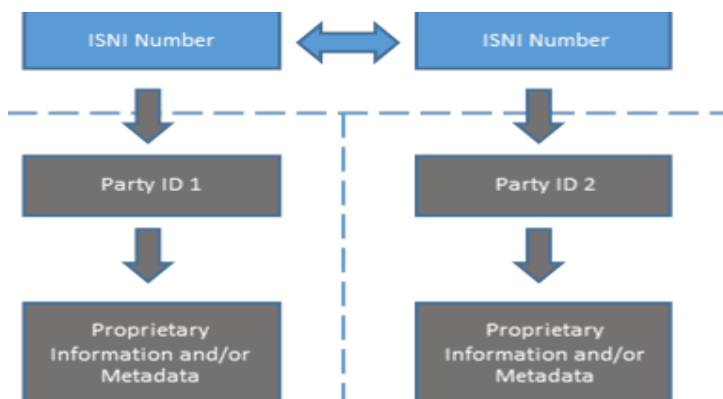 ISNI Number
ISNI Number
Party ID 1
Party ID 2
Proprietary
Information and/or
Metadata
Proprietary
Information and/or
Metadata